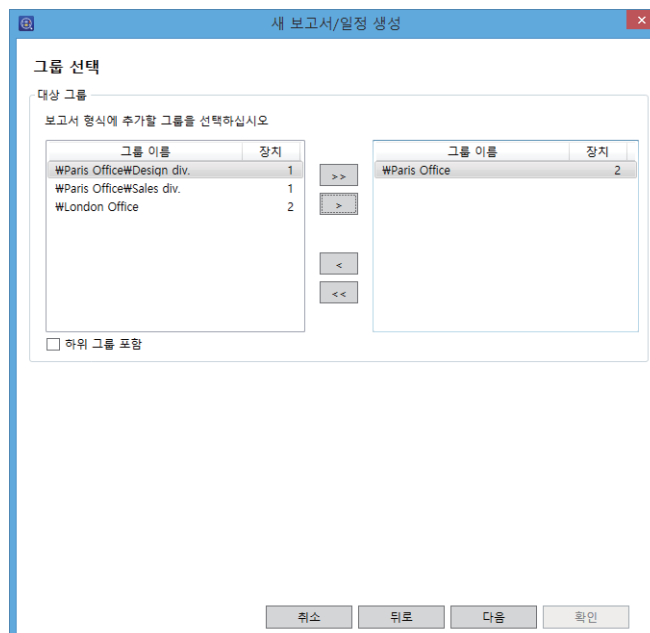 새 보고서/일정 생성
×
그룹 선택
대상 그룹
보고서 형식에 추가할 그룹을 선택하십시오
그룹 이름 장치
₩Paris Office₩Design div. 1
₩Paris Office₩Sales div. 1
₩London Office 2
>>
>
<
<<
그룹 이름 장치
₩Paris Office 2
하위 그룹 포함
취소 뒤로 다음 확인